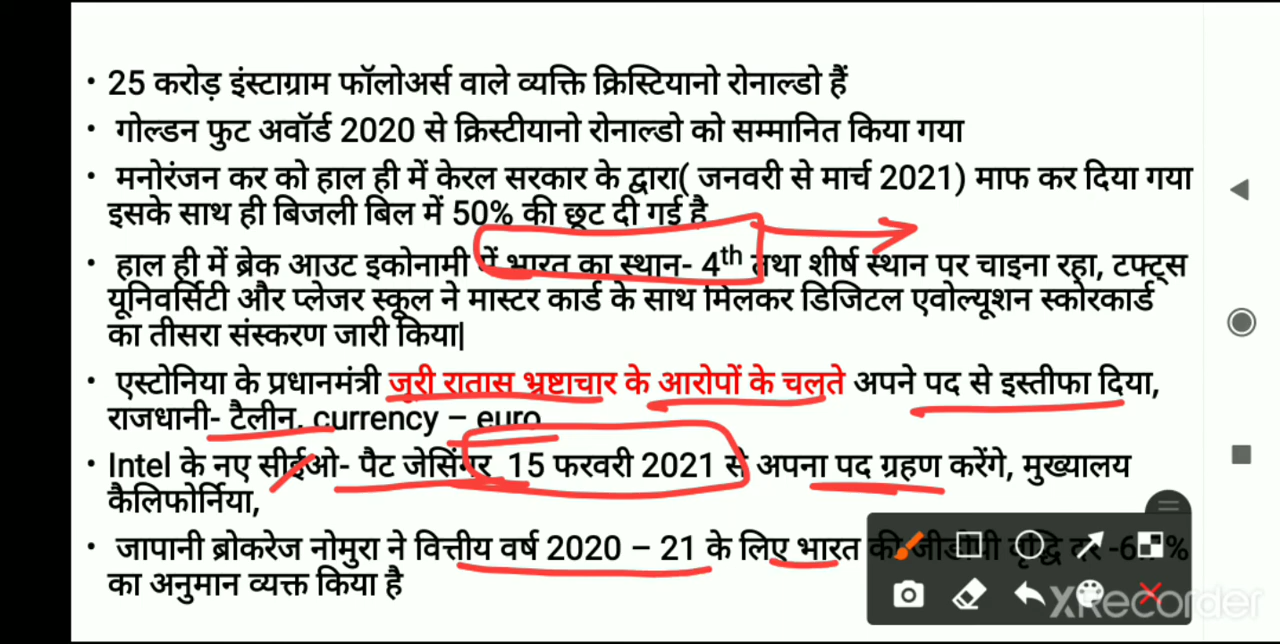 • 25 करोड़ इंस्टाग्राम फॉलोअर्स वाले व्यक्ति क्रिस्टियानो रोनाल्डो हैं
• गोल्डन फुट अवॉर्ड 2020 से क्रिस्टीयानो रोनाल्डो को सम्मानित किया गया
• मनोरंजन कर को हाल ही में केरल सरकार के द्वारा( जनवरी से मार्च 2021) माफ कर दिया गया
इसके साथ ही बिजली बिल में 50% की छूट दी गई है
• हाल ही में ब्रेक आउट इकोनामी में भारत का स्थान- 4th तथा शीर्ष स्थान पर चाइना रहा, टफ्ट्स
यूनिवर्सिटी और प्लेजर स्कूल ने मास्टर कार्ड के साथ मिलकर डिजिटल एवोल्यूशन स्कोरकार्ड
का तीसरा संस्करण जारी किया|
• एस्टोनिया के प्रधानमंत्री जुरी रातास भ्रष्टाचार के आरोपों के चलते अपने पद से इस्तीफा दिया,
राजधानी- टैलीन, currency – euro
• Intel के नए सीईओ- पैट जेसिंगर 15 फरवरी 2021 से अपना पद ग्रहण करेंगे, मुख्यालय
कैलिफोर्निया,
• जापानी ब्रोकरेज नोमुरा ने वित्तीय वर्ष 2020 – 21 के लिए भारत की जीडीपी वृद्धि दर
का अनुमान व्यक्त किया है
XRecorder